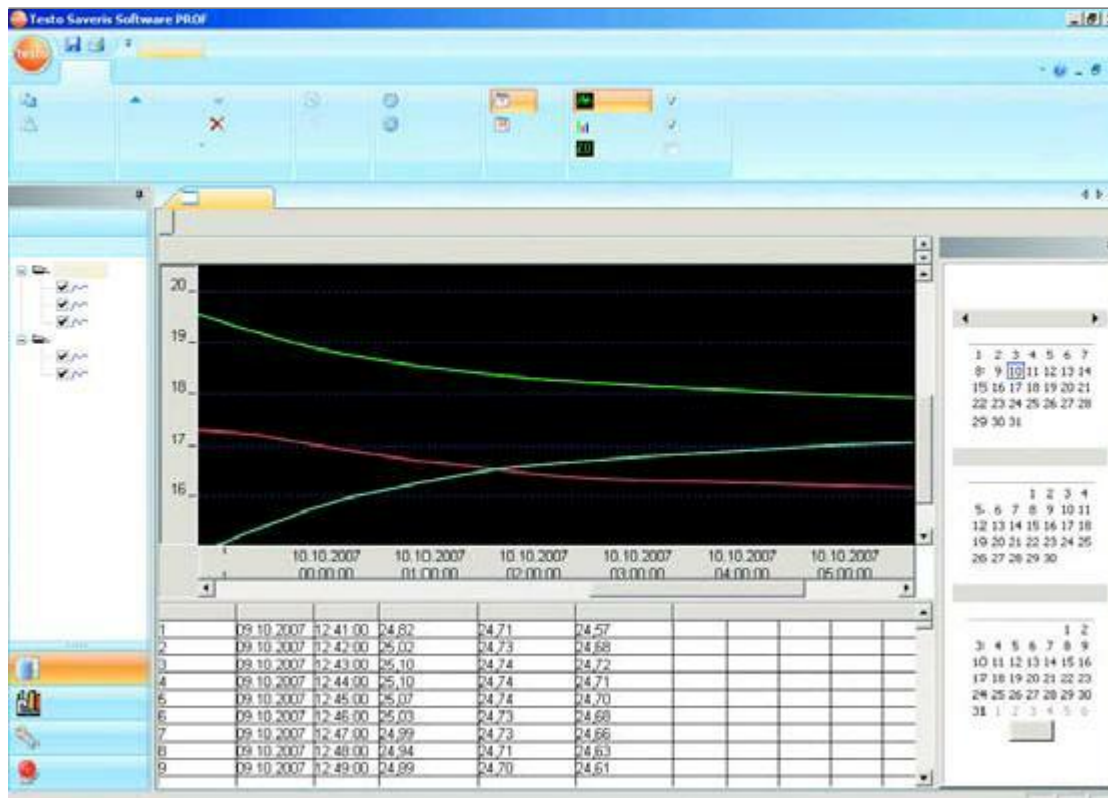 Testo Saveris Software PROF
testo
20
19
18
17
16
10.10.2007 10.10.2007 10.10.2007 10.10.2007 10.10.2007 10.10.2007
00:00:00 01:00:00 02:00:00 03:00:00 04:00:00 05:00:00
1 09.10.2007 12:41:00 24,82 24,71 24,57
2 09.10.2007 12:42:00 25,02 24,73 24,68
3 09.10.2007 12:43:00 25,10 24,74 24,72
4 09.10.2007 12:44:00 25,10 24,74 24,71
5 09.10.2007 12:45:00 25,07 24,74 24,70
6 09.10.2007 12:46:00 25,03 24,73 24,68
7 09.10.2007 12:47:00 24,99 24,73 24,66
8 09.10.2007 12:48:00 24,94 24,71 24,63
9 09.10.2007 12:49:00 24,89 24,70 24,61
1 2 3 4 5 6 7
8 9 10 11 12 13 14
15 16 17 18 19 20 21
22 23 24 25 26 27 28
29 30 31
1 2 3 4
5 6 7 8 9 10 11
12 13 14 15 16 17 18
19 20 21 22 23 24 25
26 27 28 29 30
1 2
3 4 5 6 7 8 9
10 11 12 13 14 15 16
17 18 19 20 21 22 23
24 25 26 27 28 29 30
31 1 2 3 4 5 6